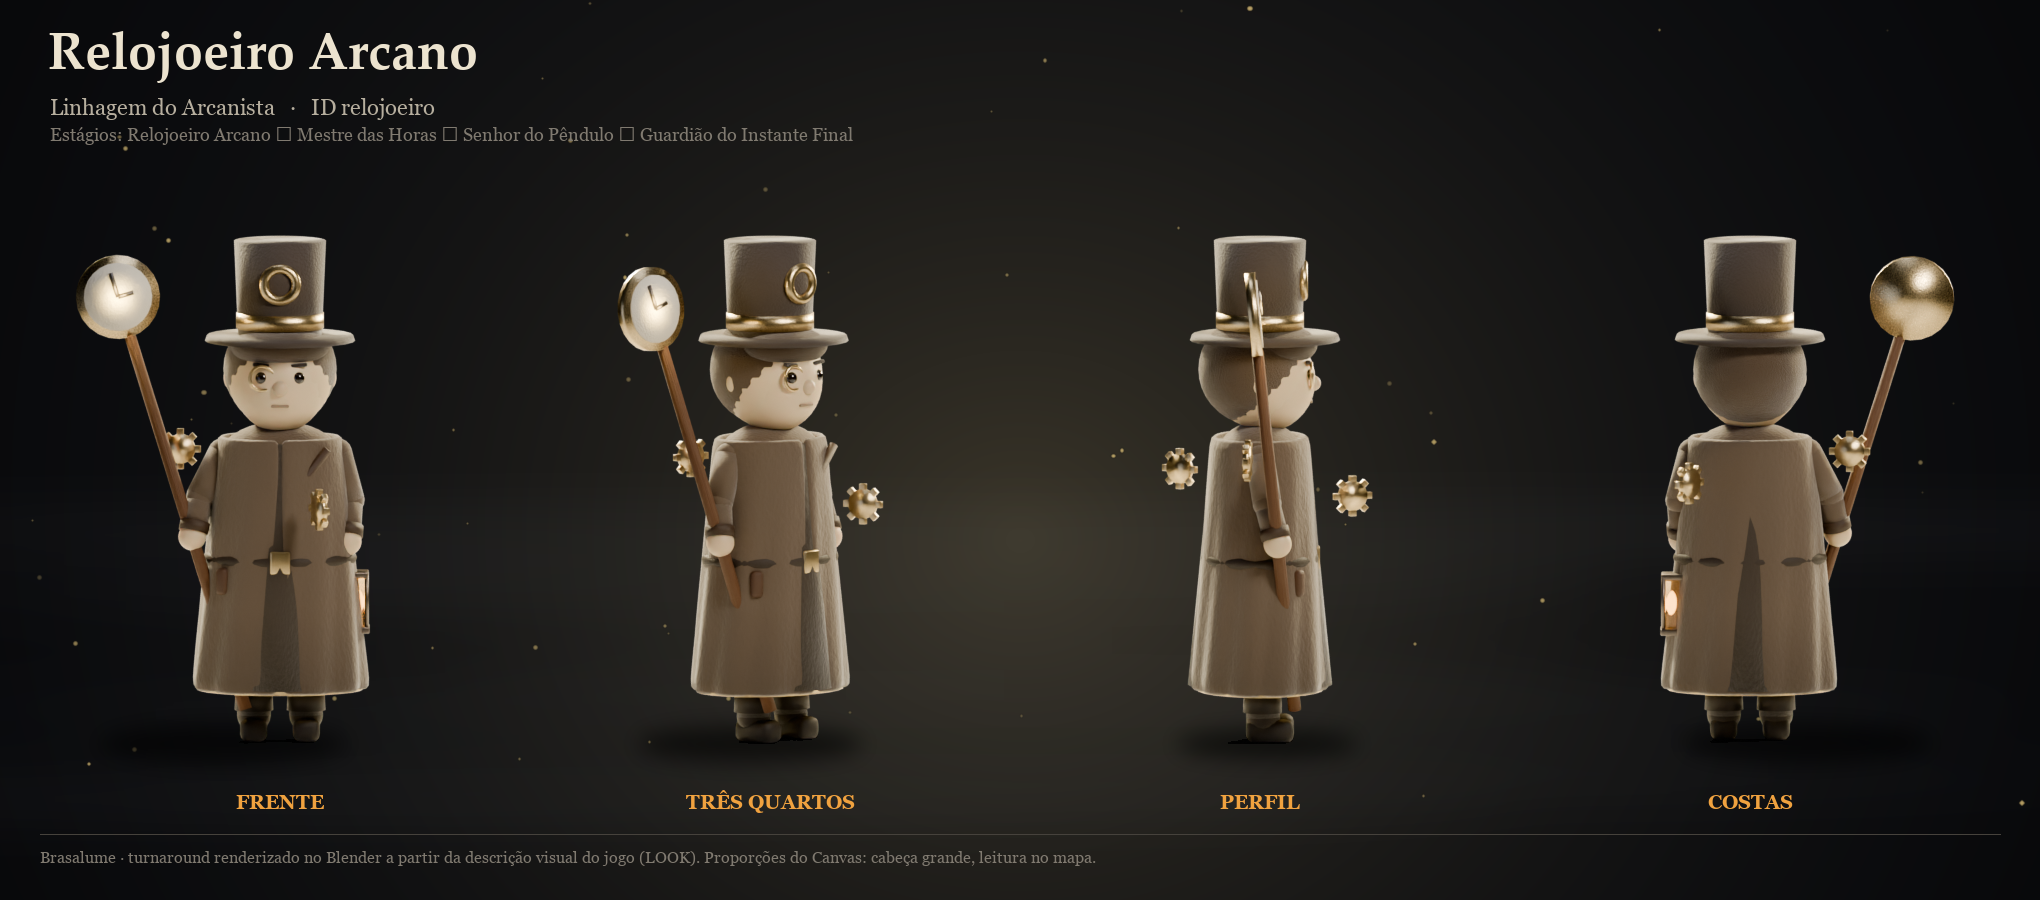 Relojoeiro Arcano
Linhagem do Arcanista · ID relojoeiro
Estágios: Relojoeiro Arcano □ Mestre das Horas □ Senhor do Pêndulo □ Guardião do Instante Final
FRENTE
TRÊS QUARTOS
PERFIL
COSTAS
Brasalume · turnaround renderizado no Blender a partir da descrição visual do jogo (LOOK). Proporções do Canvas: cabeça grande, leitura no mapa.